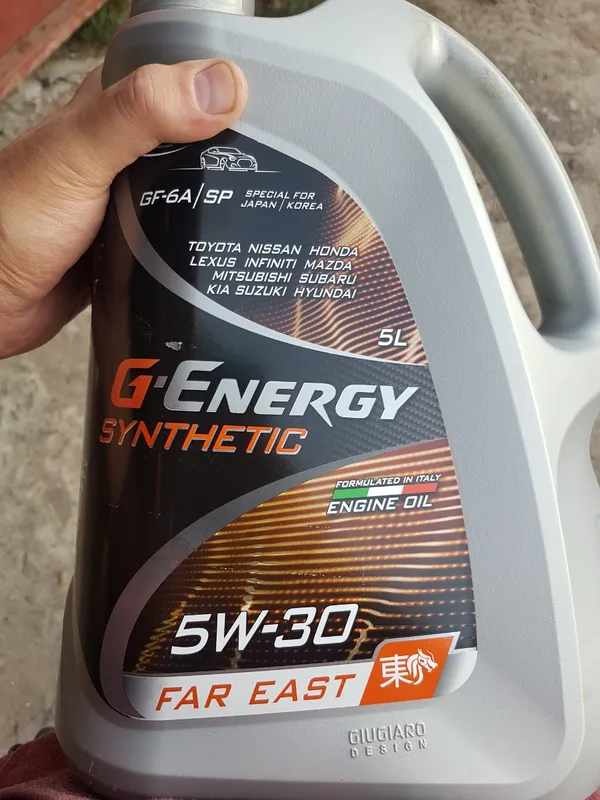 GF-6A/SP
SPECIAL FOR
JAPAN / KOREA
TOYOTA NISSAN HONDA
LEXUS INFINITI MAZDA
MITSUBISHI SUBARU
KIA SUZUKI HYUNDAI
5L
G-ENERGY
SYNTHETIC
FORMULATED IN ITALY
ENGINE OIL
5W-30
FAR EAST
東
GIUGIARO
DESIGN